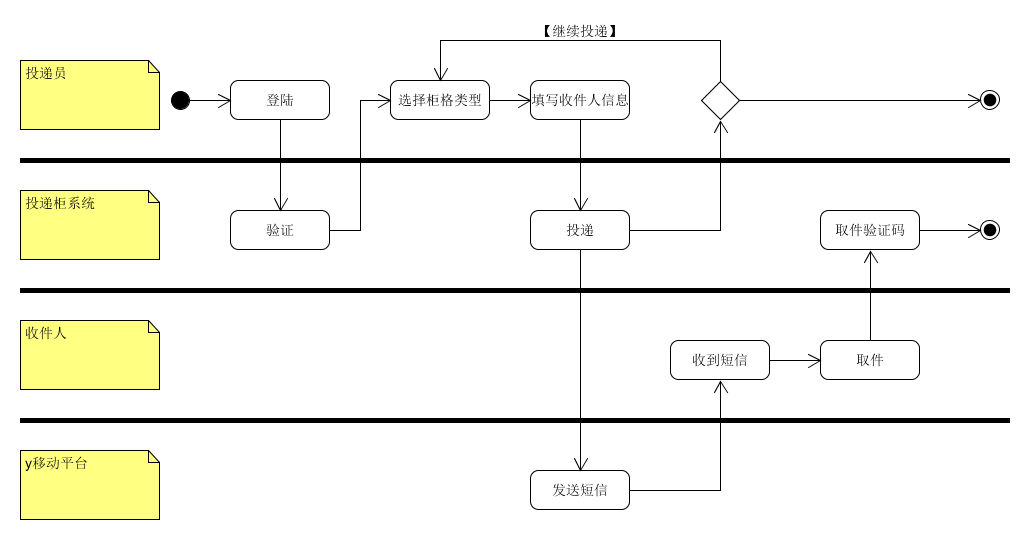 【继续投递】
投递员
登陆
选择柜格类型
填写收件人信息
投递柜系统
验证
投递
取件验证码
收件人
收到短信
取件
y移动平台
发送短信